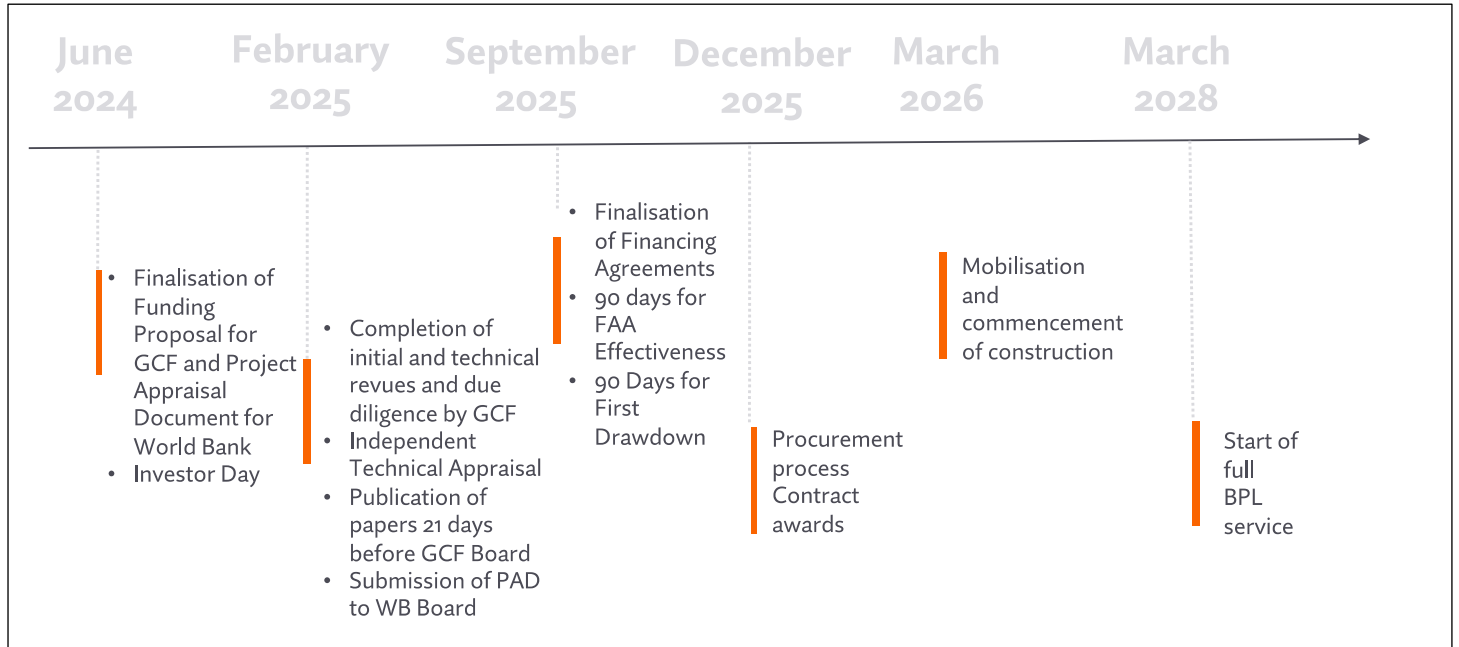 June
2024
February
2025
September
2025
December
2025
March
2026
March
2028
• Finalisation of
Funding
Proposal for
GCF and Project
Appraisal
Document for
World Bank
• Investor Day
• Completion of
initial and technical
revues and due
diligence by GCF
• Independent
Technical Appraisal
• Publication of
papers 21 days
before GCF Board
• Submission of PAD
to WB Board
• Finalisation
of Financing
Agreements
• 90 days for
FAA
Effectiveness
• 90 Days for
First
Drawdown
Procurement
process
Contract
awards
Mobilisation
and
commencement
of construction
Start of
full
BPL
service